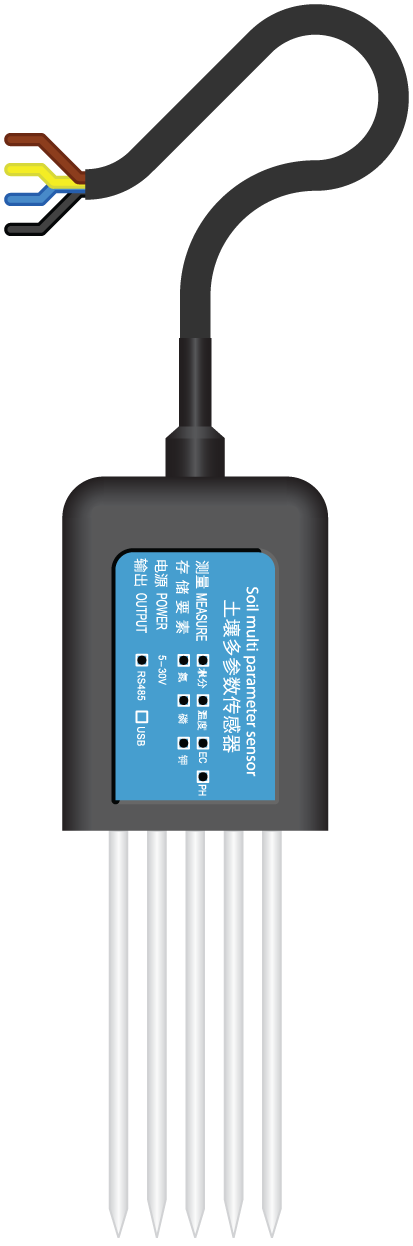 Soil multi parameter sensor
土壤多参数传感器
测量 MEASURE 水分 温度 EC PH
存储要素 氮 磷 钾
电源 POWER 5-30V
输出 OUTPUT RS485 USB